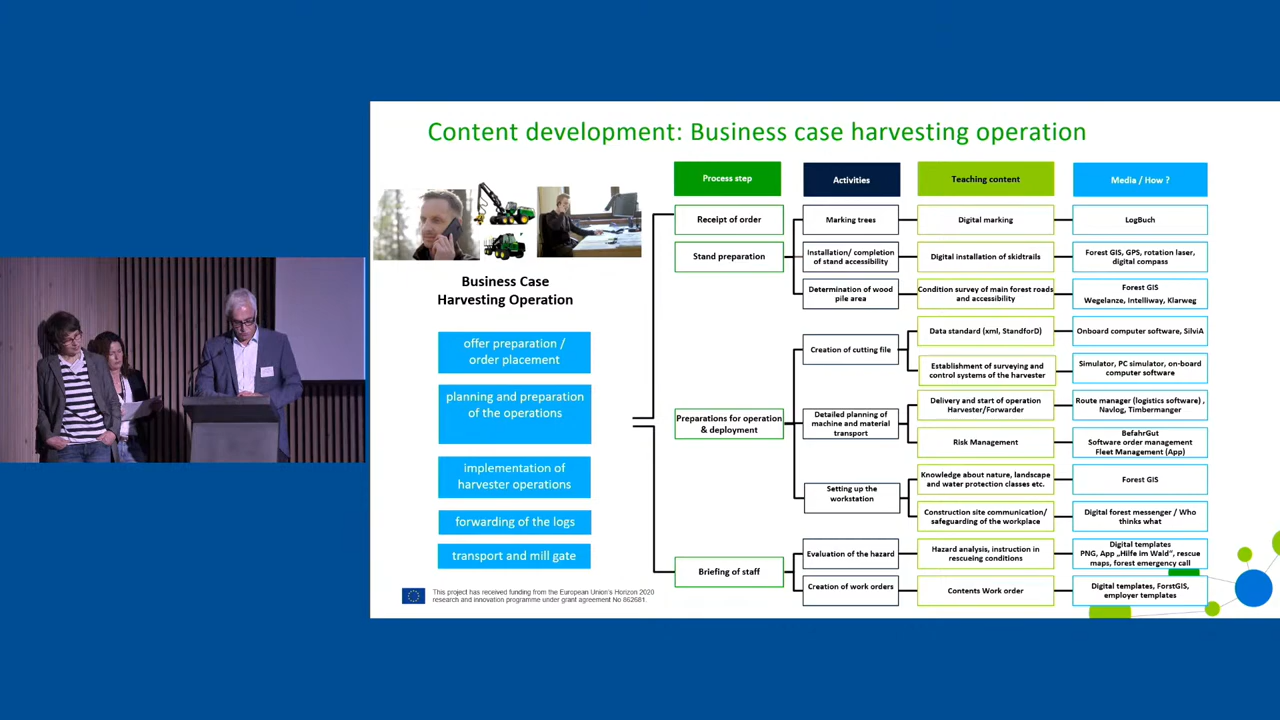 Content development: Business case harvesting operation
Process step
Activities
Teaching content
Media / How ?
Business Case
Harvesting Operation
offer preparation /
order placement
planning and preparation
of the operations
implementation of
harvester operations
forwarding of the logs
transport and mill gate
Receipt of order
Marking trees
Digital marking
LogBuch
Stand preparation
Installation/ completion
of stand accessibility
Digital installation of skidtrails
Forest GIS, GPS, rotation laser,
digital compass
Determination of wood
pile area
Condition survey of main forest roads
and accessibility
Forest GIS
Wegelanze, Intelliway, Klarweg
Preparations for operation
& deployment
Creation of cutting file
Data standard (xml, StandforD)
Onboard computer software, SilviA
Establishment of surveying and
control systems of the harvester
Simulator, PC simulator, on-board
computer software
Detailed planning of
machine and material
transport
Delivery and start of operation
Harvester/Forwarder
Route manager (logistics software) ,
Navlog, Timbermanger
Risk Management
BefahrGut
Software order management
Fleet Management (App)
Setting up the
workstation
Knowledge about nature, landscape
and water protection classes etc.
Forest GIS
Construction site communication/
safeguarding of the workplace
Digital forest messenger / Who
thinks what
Briefing of staff
Evaluation of the hazard
Hazard analysis, instruction in
rescueing conditions
Digital templates
PNG, App „Hilfe im Wald", rescue
maps, forest emergency call
Creation of work orders
Contents Work order
Digital templates, ForstGIS,
employer templates
This project has received funding from the European Union's Horizon 2020
research and innovation programme under grant agreement No 862681.